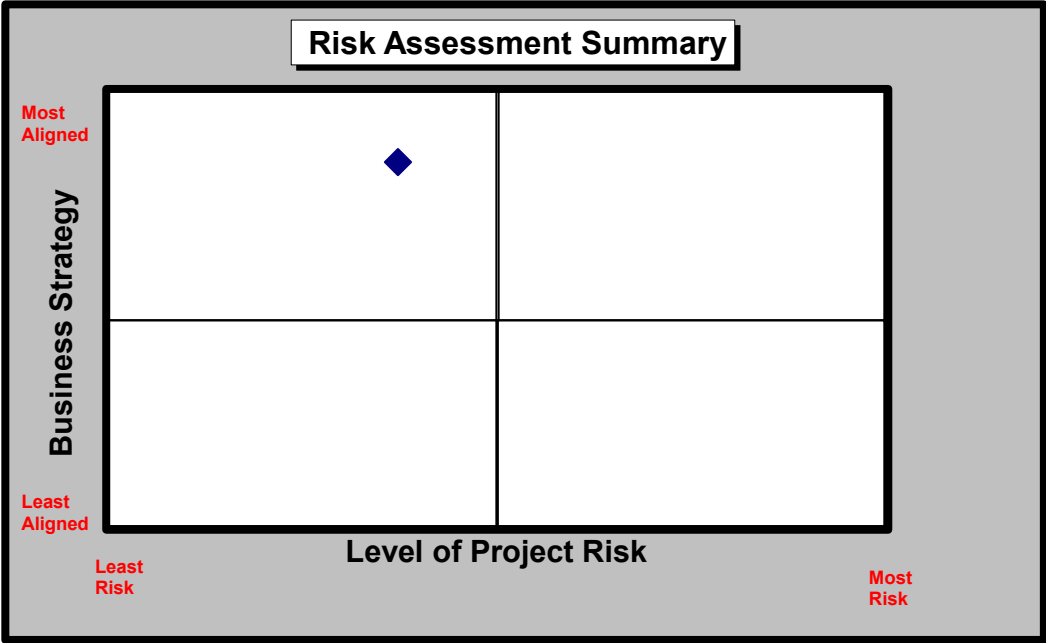 Risk Assessment Summary
Most
Aligned
Business Strategy
Least
Aligned
Level of Project Risk
Least
Risk
Most
Risk